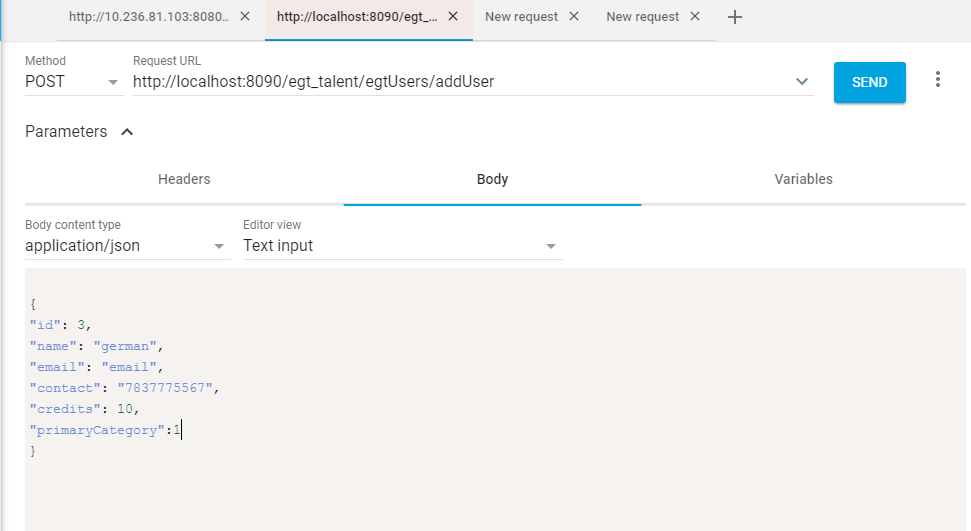 http://10.236.81.103:8080.. × http://localhost:8090/egt_... × New request × New request × +
Method Request URL
POST http://localhost:8090/egt_talent/egtUsers/addUser SEND
Parameters
Headers Body Variables
Body content type Editor view
application/json Text input
{
"id": 3,
"name": "german",
"email": "email",
"contact": "7837775567",
"credits": 10,
"primaryCategory":1
}